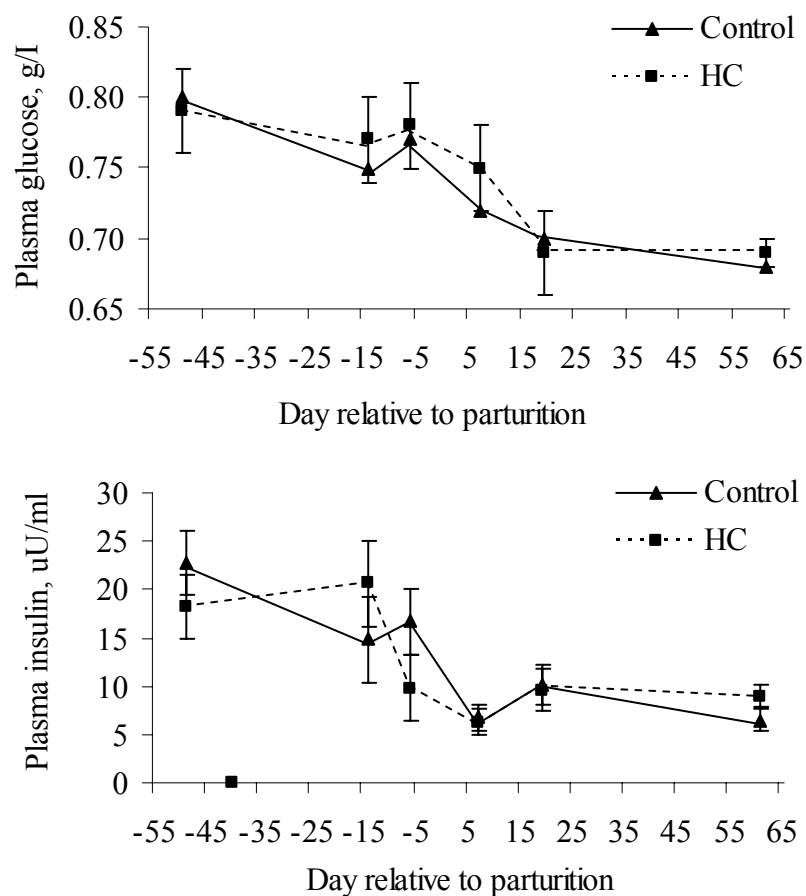 0.85
0.80
0.75
0.70
0.65
Plasma glucose, g/I
Control
HC
-55 -45 -35 -25 -15 -5 5 15 25 35 45 55 65
Day relative to parturition
30
25
20
15
10
5
0
Plasma insulin, uU/ml
Control
HC
-55 -45 -35 -25 -15 -5 5 15 25 35 45 55 65
Day relative to parturition